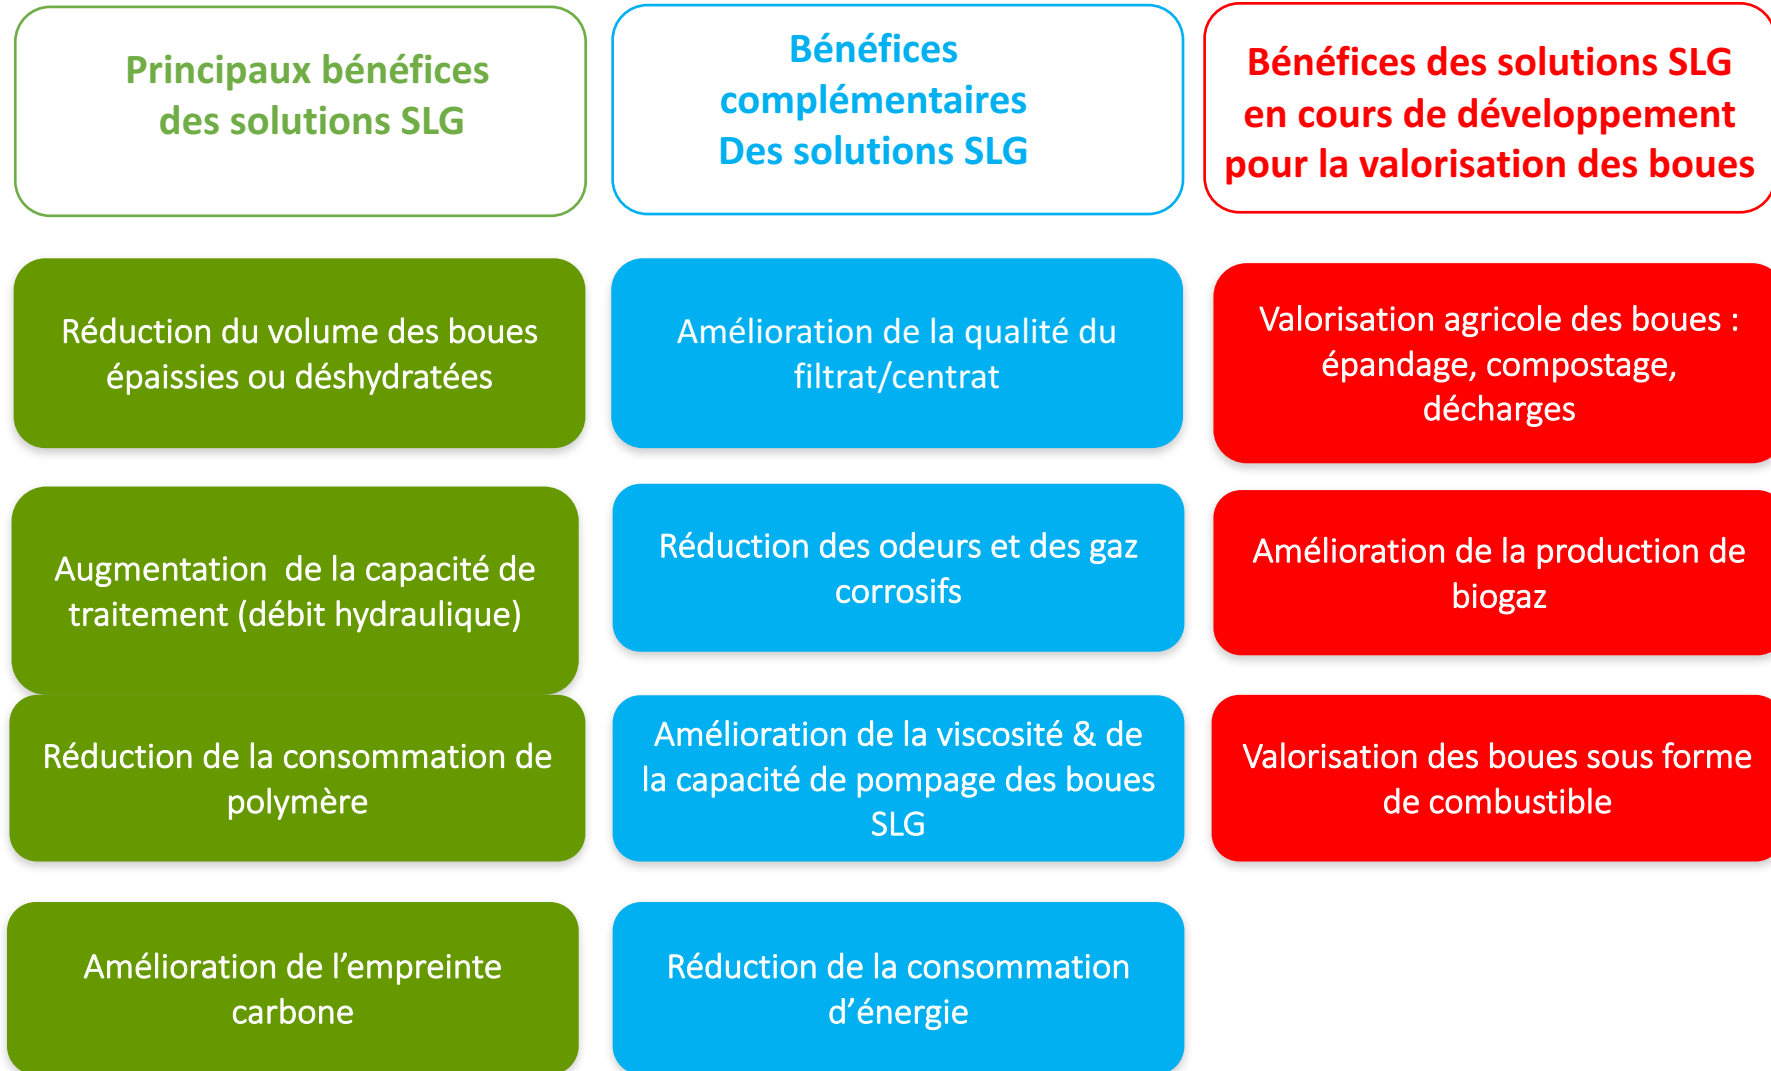 Principaux bénéfices
des solutions SLG
Bénéfices
complémentaires
Des solutions SLG
Bénéfices des solutions SLG
en cours de développement
pour la valorisation des boues
Réduction du volume des boues
épaissies ou déshydratées
Amélioration de la qualité du
filtrat/centrat
Valorisation agricole des boues :
épandage, compostage,
décharges
Augmentation  de la capacité de
traitement (débit hydraulique)
Réduction des odeurs et des gaz
corrosifs
Amélioration de la production de
biogaz
Réduction de la consommation de
polymère
Amélioration de la viscosité & de
la capacité de pompage des boues
SLG
Valorisation des boues sous forme
de combustible
Amélioration de l’empreinte
carbone
Réduction de la consommation
d’énergie